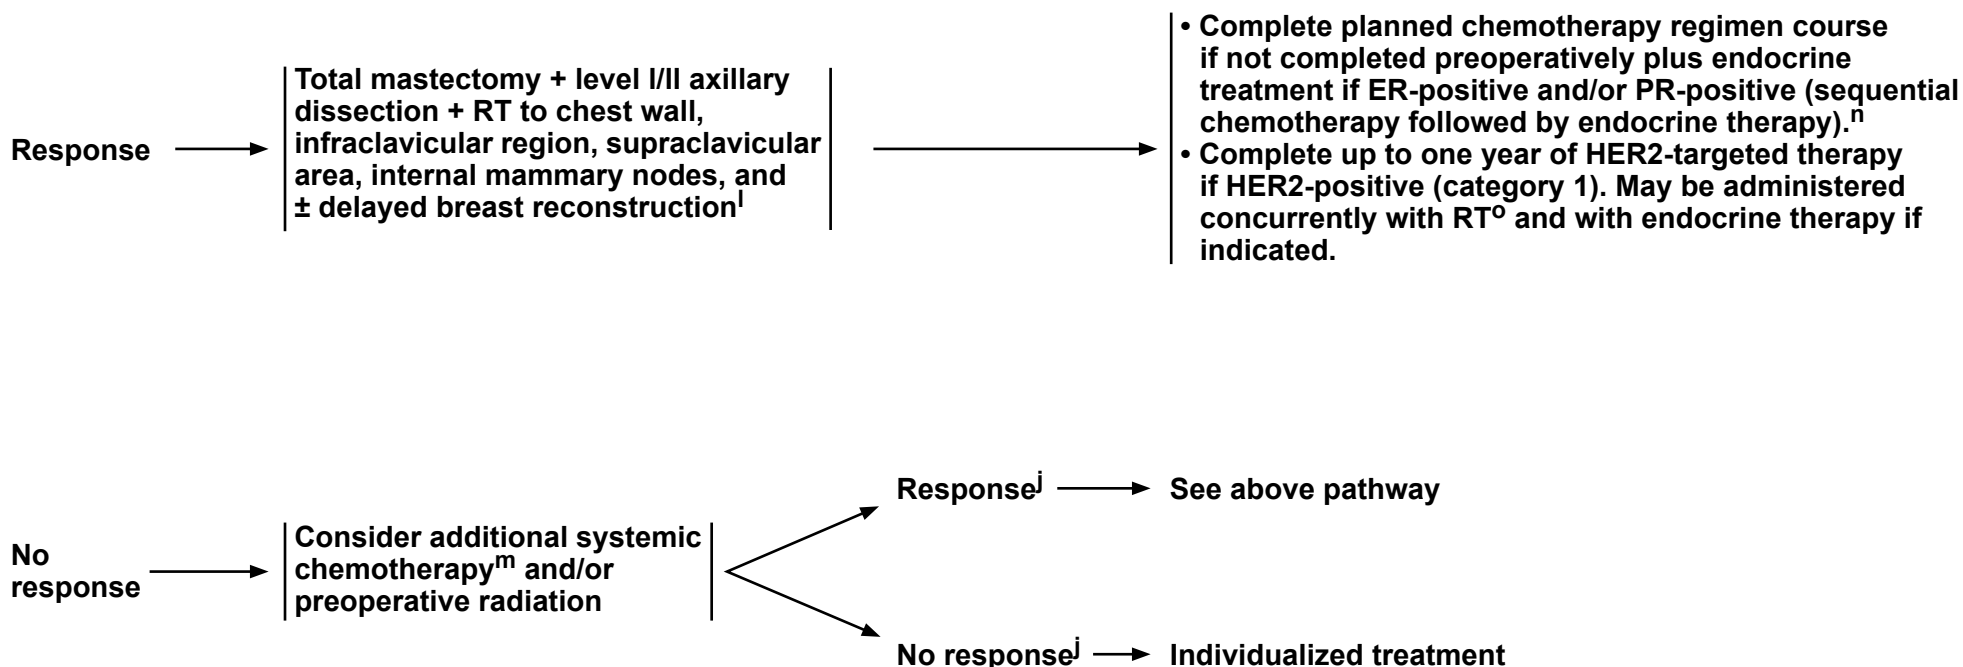 Response
Total mastectomy + level I/II axillary
dissection + RT to chest wall,
infraclavicular region, supraclavicular
area, internal mammary nodes, and
± delayed breast reconstructionˡ
• Complete planned chemotherapy regimen course
if not completed preoperatively plus endocrine
treatment if ER-positive and/or PR-positive (sequential
chemotherapy followed by endocrine therapy).ⁿ
• Complete up to one year of HER2-targeted therapy
if HER2-positive (category 1). May be administered
concurrently with RTᵒ and with endocrine therapy if
indicated.
No
response
Consider additional systemic
chemotherapyᵐ and/or
preoperative radiation
Responseʲ
See above pathway
No responseʲ
Individualized treatment